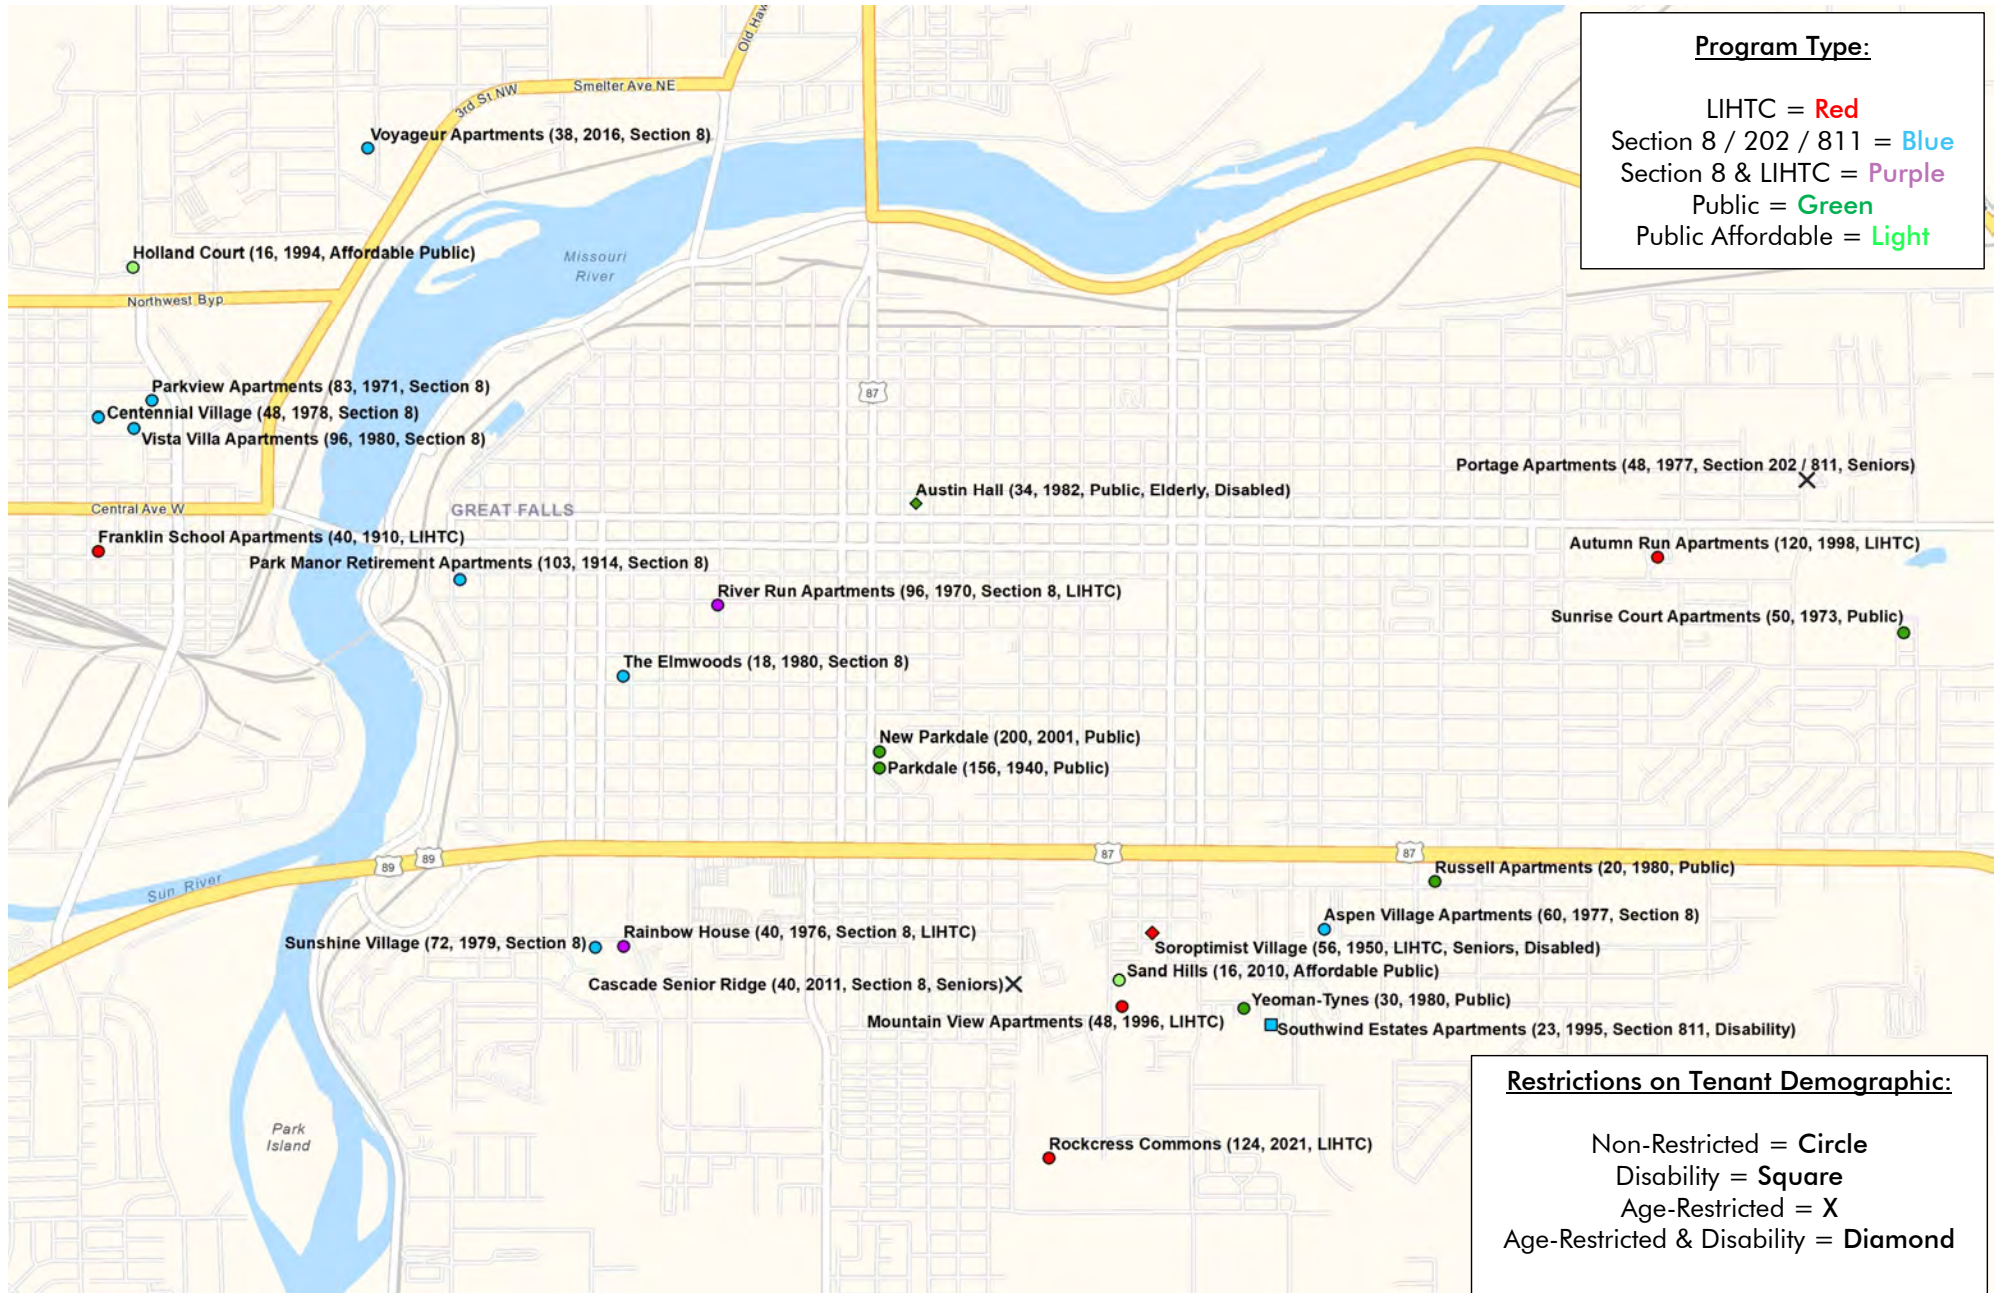 Program Type:
LIHTC = Red
Section 8 / 202 / 811 = Blue
Section 8 & LIHTC = Purple
Public = Green
Public Affordable = Light
Old Hav
3rd St NW
Smelter Ave NE
Voyageur Apartments (38, 2016, Section 8)
Holland Court (16, 1994, Affordable Public)
Missouri
River
Northwest Byp
Parkview Apartments (83, 1971, Section 8)
87
Centennial Village (48, 1978, Section 8)
Vista Villa Apartments (96, 1980, Section 8)
Portage Apartments (48, 1977, Section 202 / 811, Seniors)
Austin Hall (34, 1982, Public, Elderly, Disabled)
Central Ave W
GREAT FALLS
Franklin School Apartments (40, 1910, LIHTC)
Autumn Run Apartments (120, 1998, LIHTC)
Park Manor Retirement Apartments (103, 1914, Section 8)
River Run Apartments (96, 1970, Section 8, LIHTC)
Sunrise Court Apartments (50, 1973, Public)
The Elmwoods (18, 1980, Section 8)
New Parkdale (200, 2001, Public)
Parkdale (156, 1940, Public)
89
89
87
87
Russell Apartments (20, 1980, Public)
Sun River
Aspen Village Apartments (60, 1977, Section 8)
Rainbow House (40, 1976, Section 8, LIHTC)
Sunshine Village (72, 1979, Section 8)
Soroptimist Village (56, 1950, LIHTC, Seniors, Disabled)
Sand Hills (16, 2010, Affordable Public)
Cascade Senior Ridge (40, 2011, Section 8, Seniors)
Yeoman-Tynes (30, 1980, Public)
Mountain View Apartments (48, 1996, LIHTC)
Southwind Estates Apartments (23, 1995, Section 811, Disability)
Park
Island
Rockcress Commons (124, 2021, LIHTC)
Restrictions on Tenant Demographic:
Non-Restricted = Circle
Disability = Square
Age-Restricted = X
Age-Restricted & Disability = Diamond